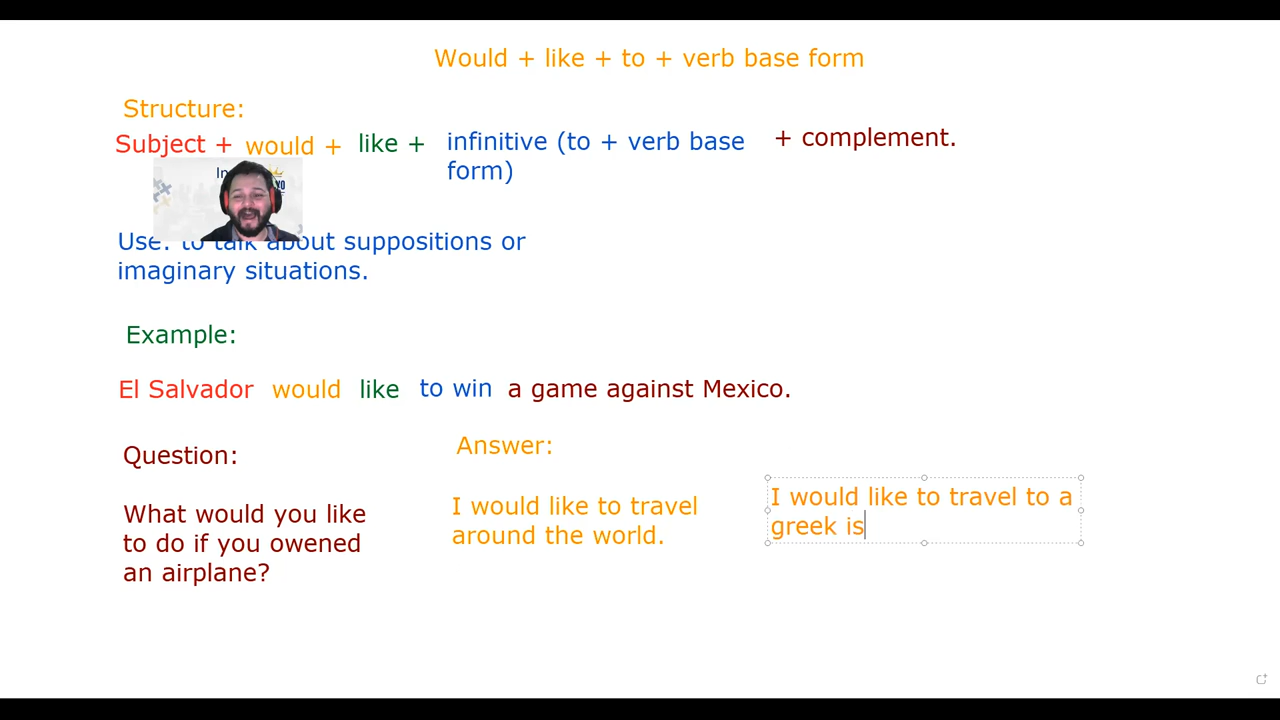 Would + like + to + verb base form
Structure:
Subject + would + like + infinitive (to + verb base form) + complement.
In
Use: to talk about suppositions or
imaginary situations.
Example:
El Salvador would like to win a game against Mexico.
Question:
What would you like
to do if you owened
an airplane?
Answer:
I would like to travel
around the world.
I would like to travel to a
greek is